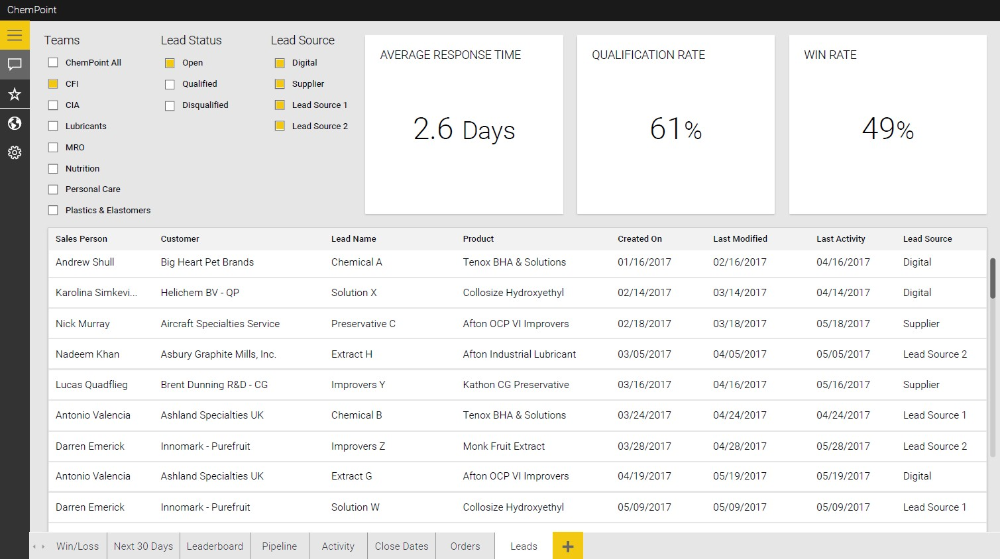 ChemPoint
Teams
ChemPoint All
CFI
CIA
Lubricants
MRO
Nutrition
Personal Care
Plastics & Elastomers
Lead Status
Open
Qualified
Disqualified
Lead Source
Digital
Supplier
Lead Source 1
Lead Source 2
AVERAGE RESPONSE TIME
2.6 Days
QUALIFICATION RATE
61%
WIN RATE
49%
Sales Person Customer Lead Name Product Created On Last Modified Last Activity Lead Source
Andrew Shull Big Heart Pet Brands Chemical A Tenox BHA & Solutions 01/16/2017 02/16/2017 04/16/2017 Digital
Karolina Simkevi... Helichem BV - QP Solution X Collosize Hydroxyethyl 02/14/2017 03/14/2017 04/14/2017 Digital
Nick Murray Aircraft Specialties Service Preservative C Afton OCP VI Improvers 02/18/2017 03/18/2017 05/18/2017 Supplier
Nadeem Khan Asbury Graphite Mills, Inc. Extract H Afton Industrial Lubricant 03/05/2017 04/05/2017 05/05/2017 Lead Source 2
Lucas Quadflieg Brent Dunning R&D - CG Improvers Y Kathon CG Preservative 03/16/2017 04/16/2017 05/16/2017 Supplier
Antonio Valencia Ashland Specialties UK Chemical B Tenox BHA & Solutions 03/24/2017 04/24/2017 04/24/2017 Lead Source 1
Darren Emerick Innomark - Purefruit Improvers Z Monk Fruit Extract 03/28/2017 04/28/2017 05/28/2017 Lead Source 2
Antonio Valencia Ashland Specialties UK Extract G Afton OCP VI Improvers 04/19/2017 05/19/2017 05/19/2017 Digital
Darren Emerick Innomark - Purefruit Solution W Collosize Hydroxyethyl 05/09/2017 05/09/2017 05/09/2017 Lead Source 1
Win/Loss Next 30 Days Leaderboard Pipeline Activity Close Dates Orders Leads